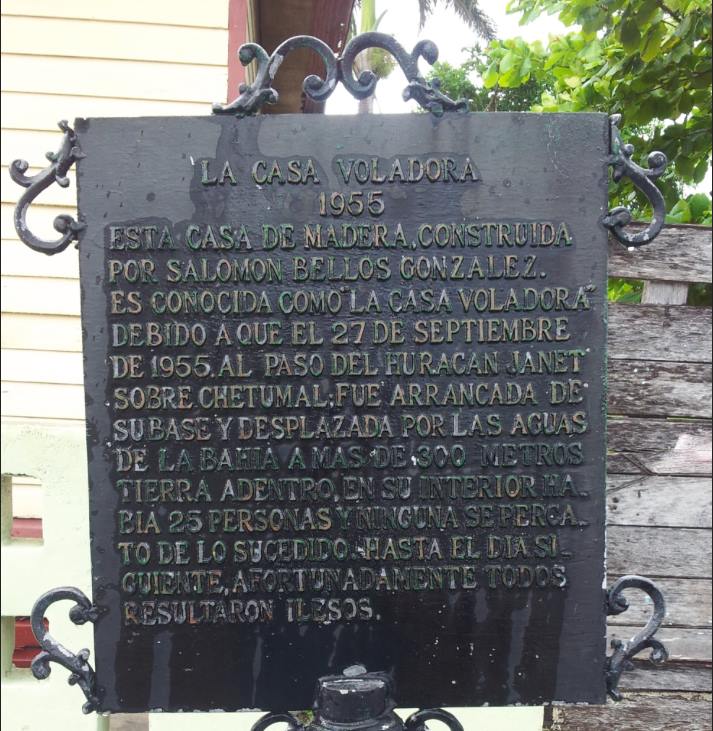 LA CASA VOLADORA
1955
ESTA CASA DE MADERA, CONSTRUIDA
POR SALOMON BELLOS GONZALEZ.
ES CONOCIDA COMO "LA CASA VOLADORA"
DEBIDO A QUE EL 27 DE SEPTIEMBRE
DE 1955, AL PASO DEL HURACAN JANET
SOBRE CHETUMAL; FUE ARRANCADA DE
SU BASE Y DESPLAZADA POR LAS AGUAS
DE LA BAHIA A MAS DE 300 METROS
TIERRA ADENTRO, EN SU INTERIOR HA_
BIA 25 PERSONAS Y NINGUNA SE PERCA_
TO DE LO SUCEDIDO. HASTA EL DIA SI_
GUIENTE, AFORTUNADAMENTE TODOS
RESULTARON ILESOS.